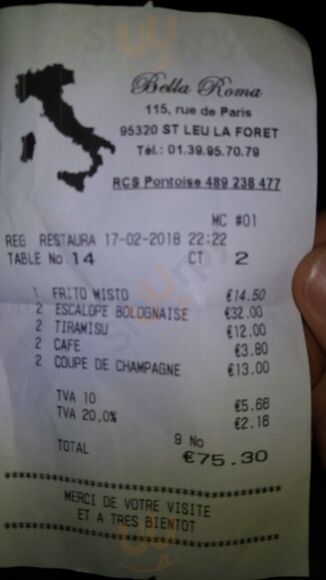 Bella Roma
115, rue de Paris
95320 ST LEU LA FORET
Tél.: 01.39.95.70.79
RCS Pontoise 489 238 477
MC #01
REG RESTAURA 17-02-2018 22:22
TABLE No.14 CT 2
1 FRITO MISTO €14.50
2 ESCALOPE BOLOGNAISE €32.00
2 TIRAMISU €12.00
2 CAFE €3.80
2 COUPE DE CHAMPAGNE €13.00
TVA 10 €5.66
TVA 20,0% €2.16
9 No
TOTAL €75.30
********************************
MERCI DE VOTRE VISITE
ET A TRES BIENTOT
********************************